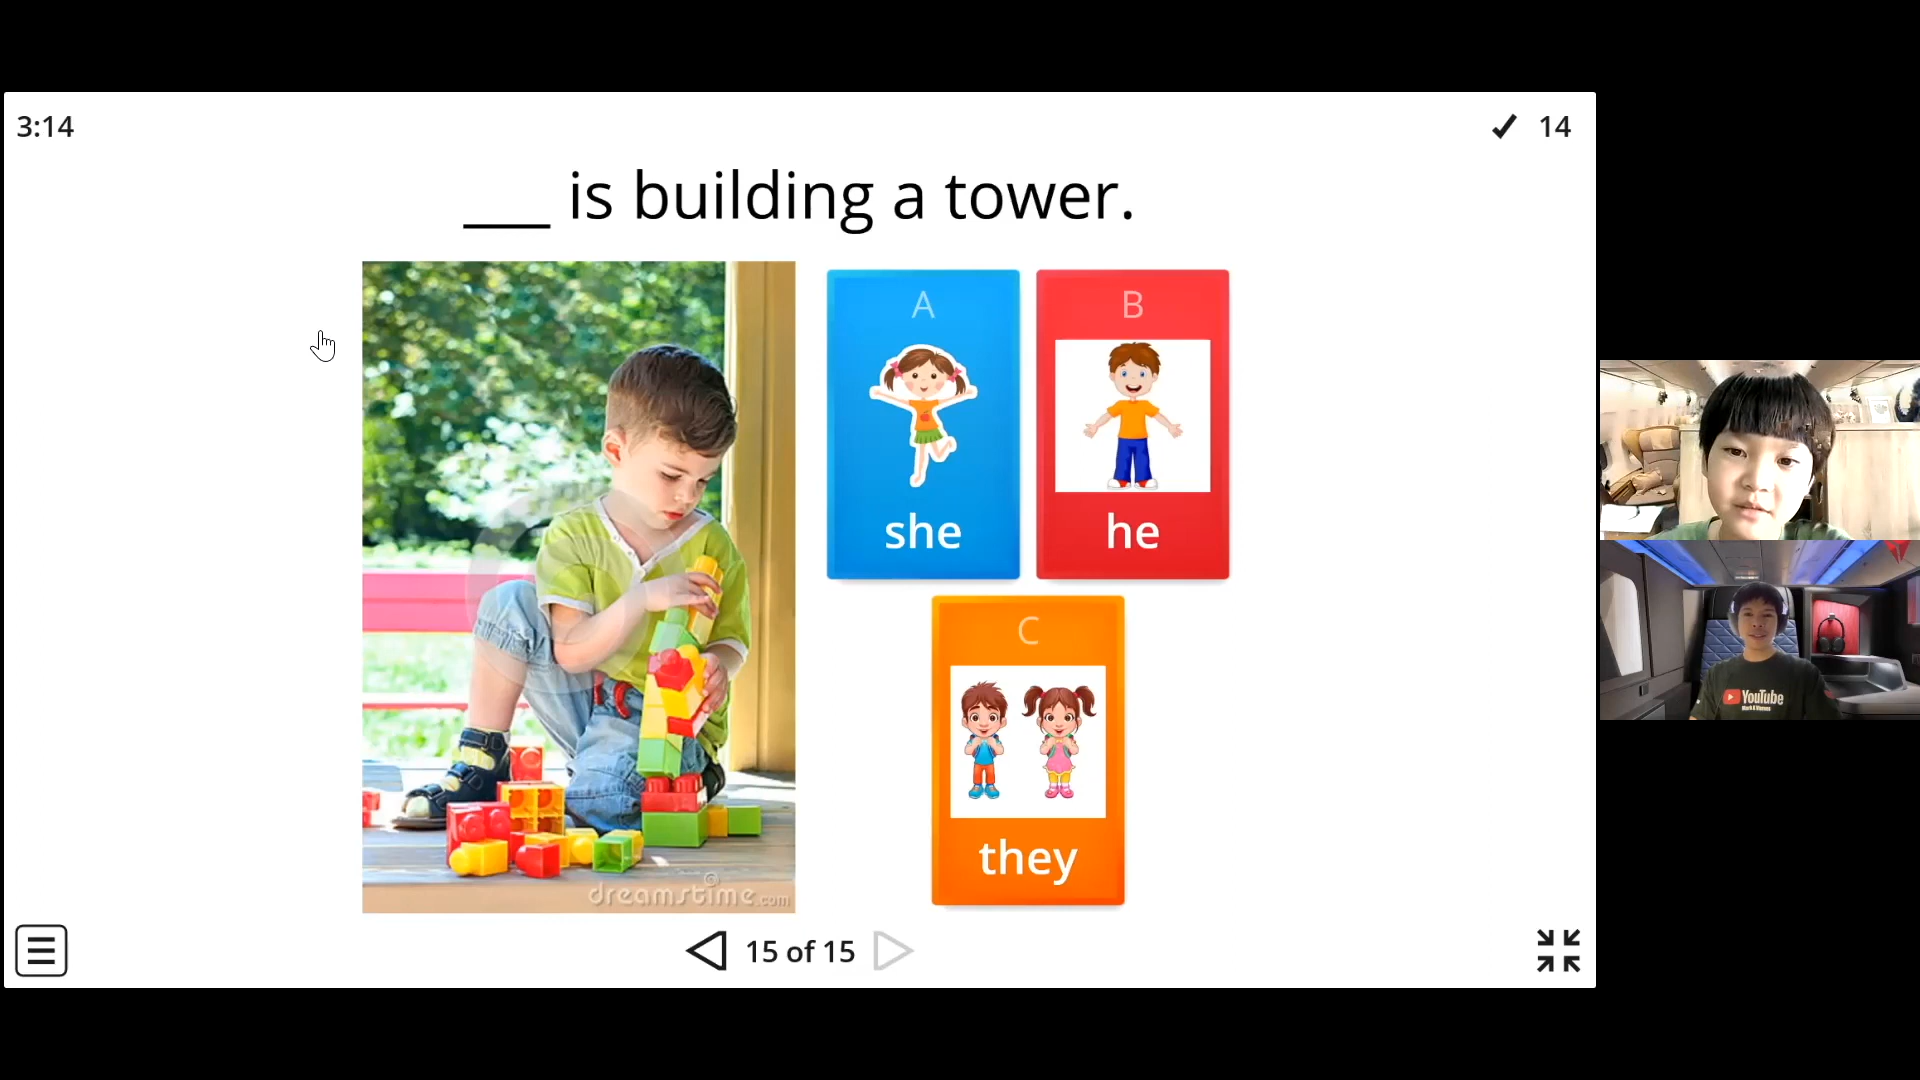 3:14
14
___ is building a tower.
A
she
B
he
C
they
dreamstime.com
15 of 15
YouTube